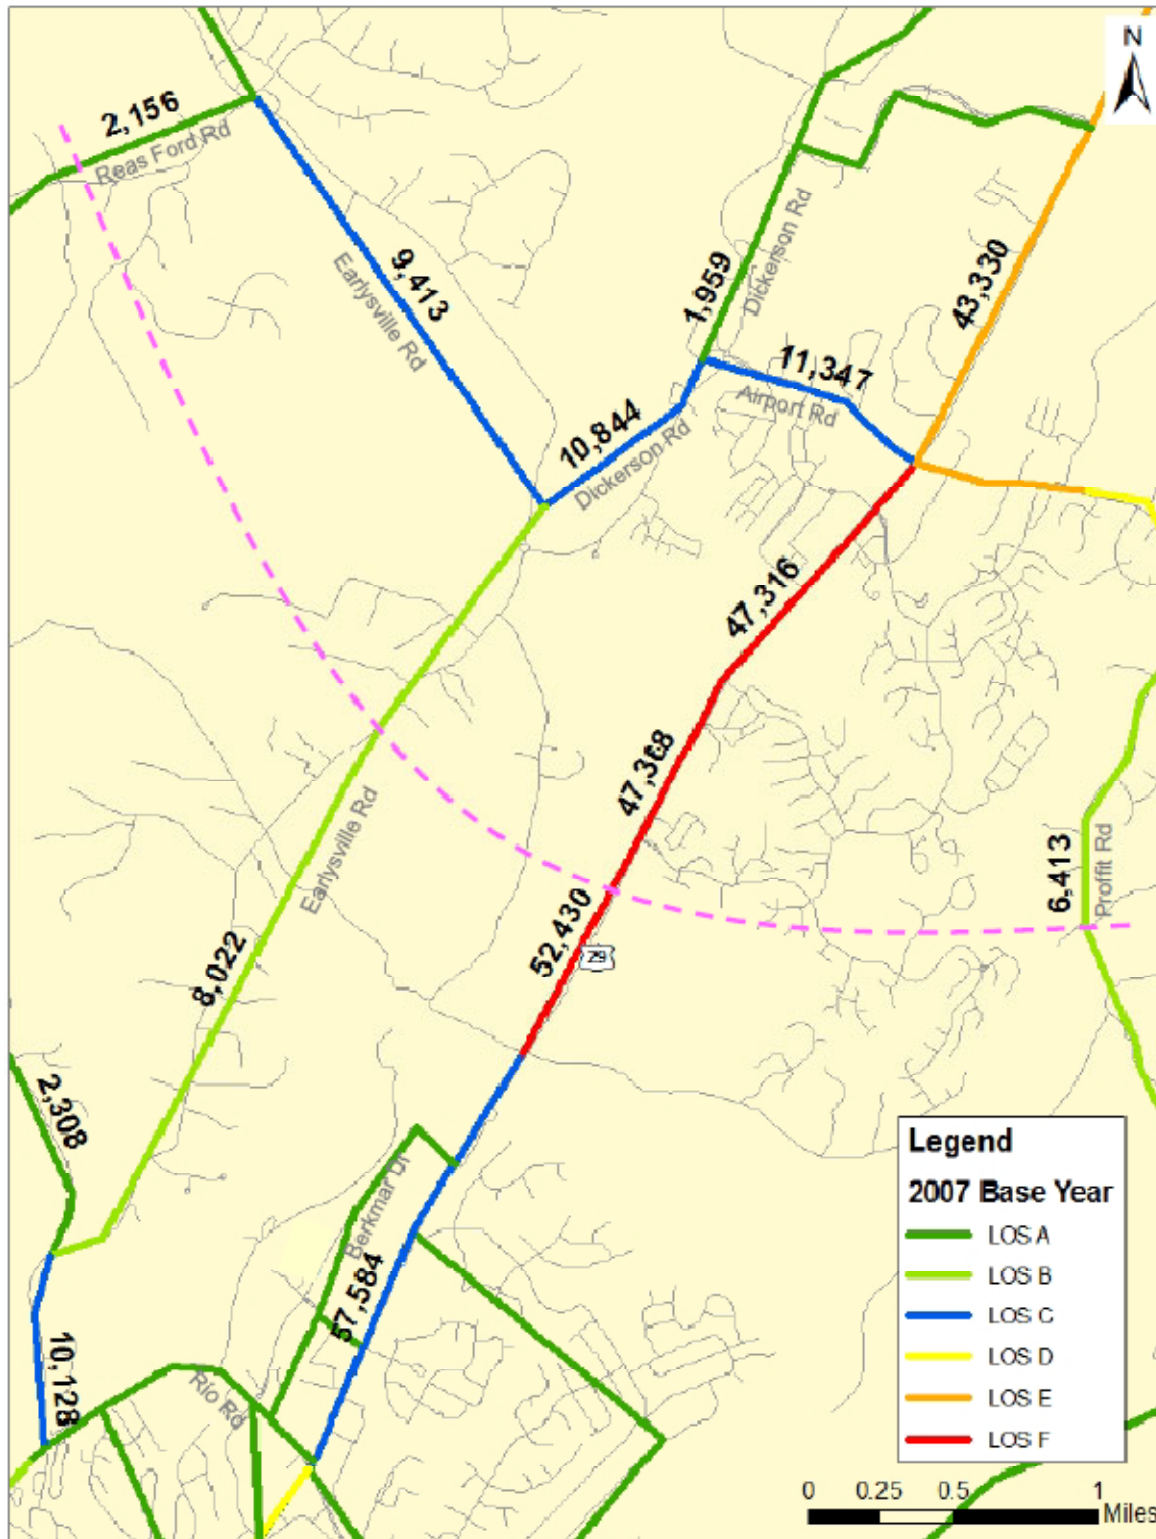 N
2,156
Reas Ford Rd
9,413
Earlysville Rd
1,959
Dickerson Rd
43,330
11,347
Airport Rd
10,844
Dickerson Rd
47,316
47,368
6,413
Proffit Rd
Earlysville Rd
52,430
29
8,022
2,308
Berkmar Dr
57,584
10,128
Rio Rd
Legend
2007 Base Year
LOS A
LOS B
LOS C
LOS D
LOS E
LOS F
0 0.25 0.5 1
Miles